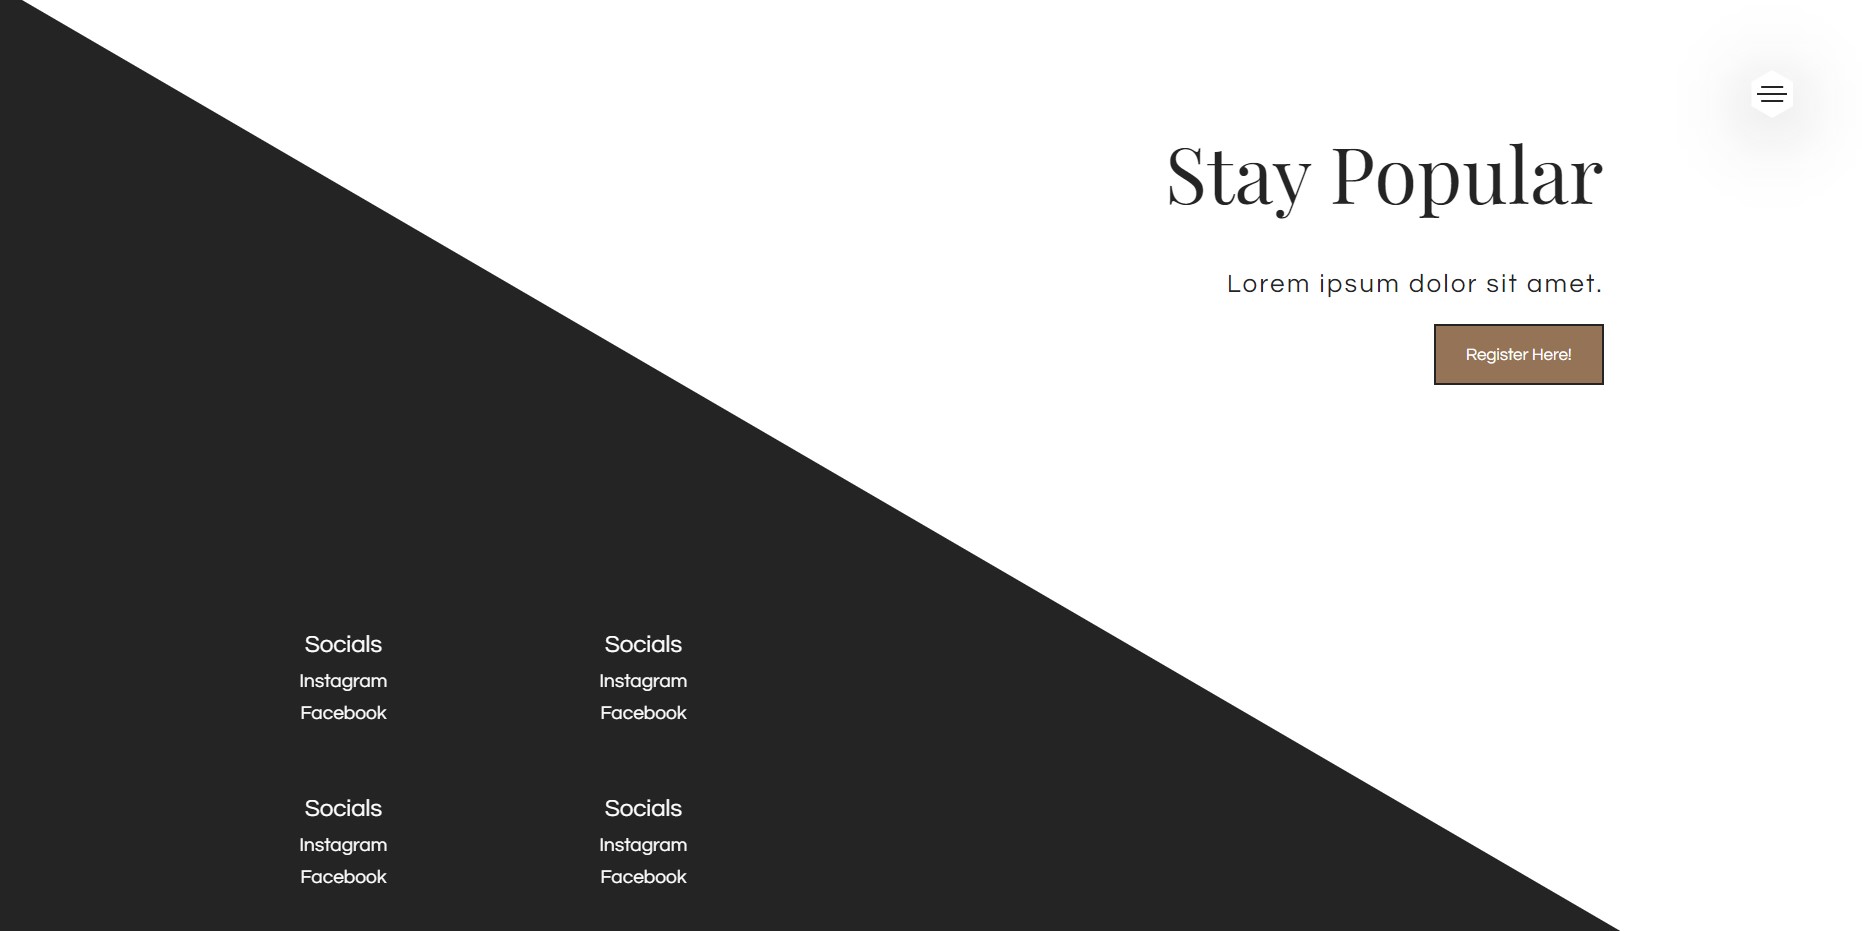 Stay Popular
Lorem ipsum dolor sit amet.
Register Here!
Socials
Instagram
Facebook
Socials
Instagram
Facebook
Socials
Instagram
Facebook
Socials
Instagram
Facebook